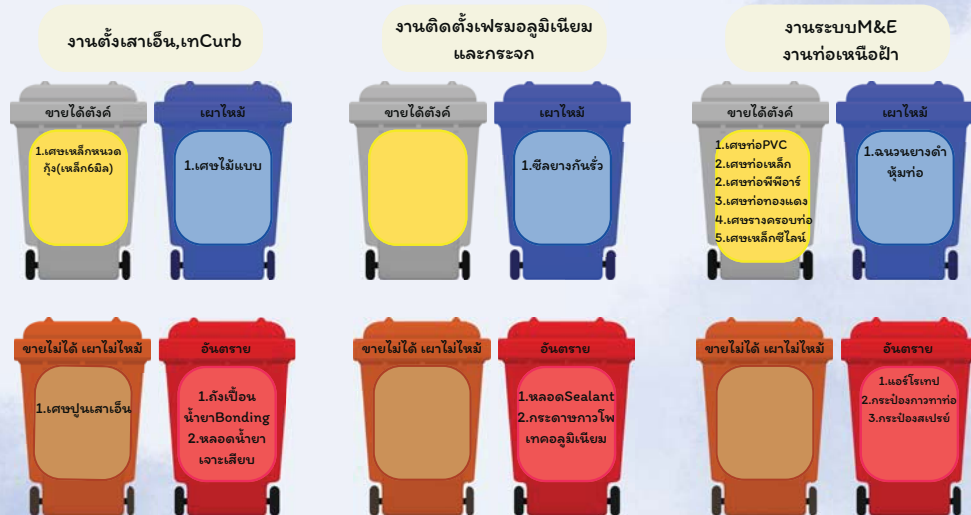 งานตั้งเสาเอ็น,เทCurb
ขายได้ตังค์
1.เศษเหล็กหนวด
กุ้ง(เหล็ก6มิล)
เผาไหม้
1.เศษไม้แบบ
ขายไม่ได้ เผาไม่ไหม้
1.เศษปูนเสาเอ็น
อันตราย
1.ถังเปื้อน
น้ำยาBonding
2.หลอดน้ำยา
เจาะเสียบ
งานติดตั้งเฟรมอลูมิเนียม
และกระจก
ขายได้ตังค์
เผาไหม้
1.ซีลยางกันรั่ว
ขายไม่ได้ เผาไม่ไหม้
อันตราย
1.หลอดSealant
2.กระดาษกาวโพ
เทคอลูมิเนียม
งานระบบM&E
งานท่อเหนือฝ้า
ขายได้ตังค์
1.เศษท่อPVC
2.เศษท่อเหล็ก
2.เศษท่อพีพีอาร์
3.เศษท่อทองแดง
4.เศษรางครอบท่อ
5.เศษเหล็กซีไลน์
เผาไหม้
1.ฉนวนยางดำ
หุ้มท่อ
ขายไม่ได้ เผาไม่ไหม้
อันตราย
1.แอร์โรเทป
2.กระป๋องกาวทาท่อ
3.กระป๋องสเปรย์